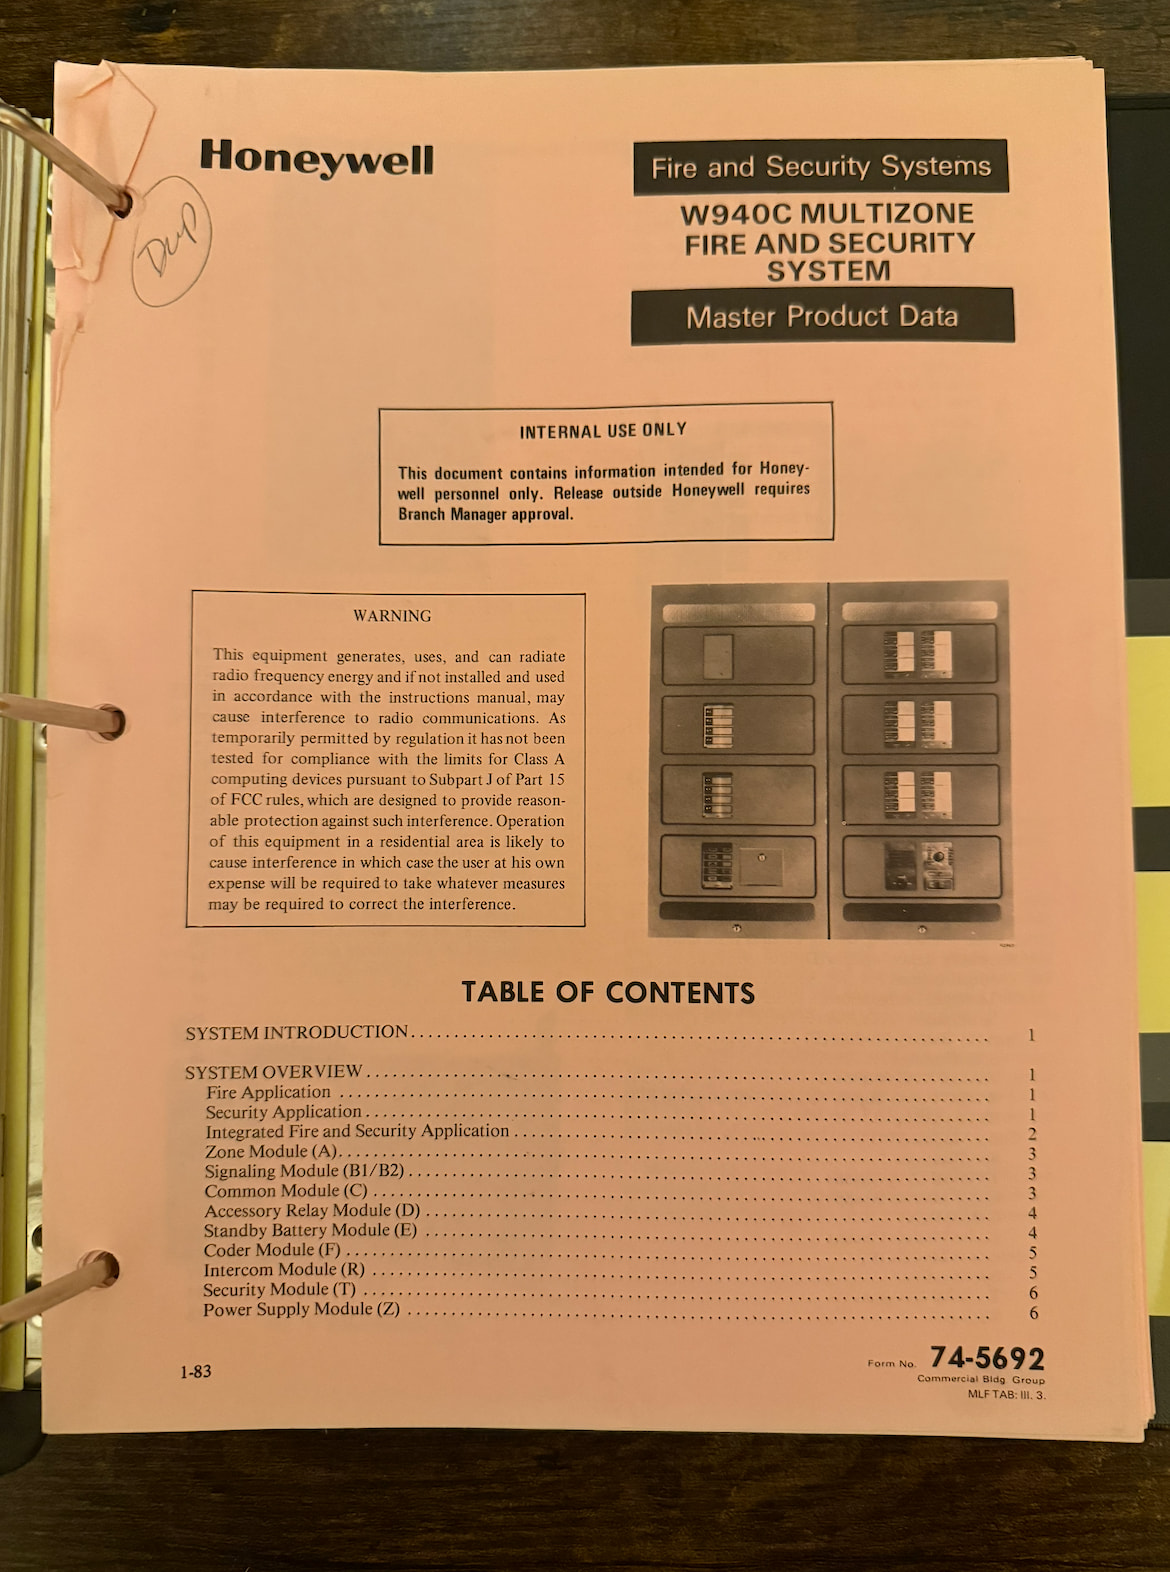 Honeywell
Dup
Fire and Security Systems
W940C MULTIZONE
FIRE AND SECURITY
SYSTEM
Master Product Data
INTERNAL USE ONLY
This document contains information intended for Honey-
well personnel only. Release outside Honeywell requires
Branch Manager approval.
WARNING
This equipment generates, uses, and can radiate
radio frequency energy and if not installed and used
in accordance with the instructions manual, may
cause interference to radio communications. As
temporarily permitted by regulation it has not been
tested for compliance with the limits for Class A
computing devices pursuant to Subpart J of Part 15
of FCC rules, which are designed to provide reason-
able protection against such interference. Operation
of this equipment in a residential area is likely to
cause interference in which case the user at his own
expense will be required to take whatever measures
may be required to correct the interference.
TABLE OF CONTENTS
SYSTEM INTRODUCTION 1
SYSTEM OVERVIEW 1
Fire Application 1
Security Application 1
Integrated Fire and Security Application 2
Zone Module (A) 3
Signaling Module (B1/B2) 3
Common Module (C) 3
Accessory Relay Module (D) 4
Standby Battery Module (E) 4
Coder Module (F) 5
Intercom Module (R) 5
Security Module (T) 6
Power Supply Module (Z) 6
1-83
Form No. 74-5692
Commercial Bldg Group
MLF TAB: III. 3.